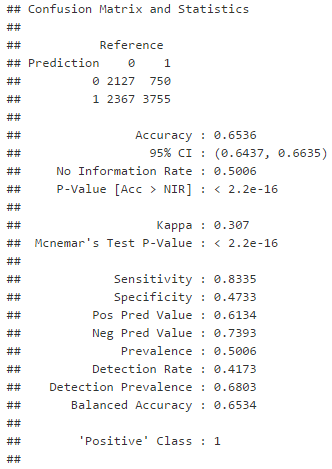 ## Confusion Matrix and Statistics
##
##           Reference
## Prediction    0    1
##          0 2127  750
##          1 2367 3755
##
##                Accuracy : 0.6536
##                  95% CI : (0.6437, 0.6635)
##     No Information Rate : 0.5006
##     P-Value [Acc > NIR] : < 2.2e-16
##
##                   Kappa : 0.307
##  Mcnemar's Test P-Value : < 2.2e-16
##
##             Sensitivity : 0.8335
##             Specificity : 0.4733
##          Pos Pred Value : 0.6134
##          Neg Pred Value : 0.7393
##              Prevalence : 0.5006
##          Detection Rate : 0.4173
##    Detection Prevalence : 0.6803
##       Balanced Accuracy : 0.6534
##
##        'Positive' Class : 1
##